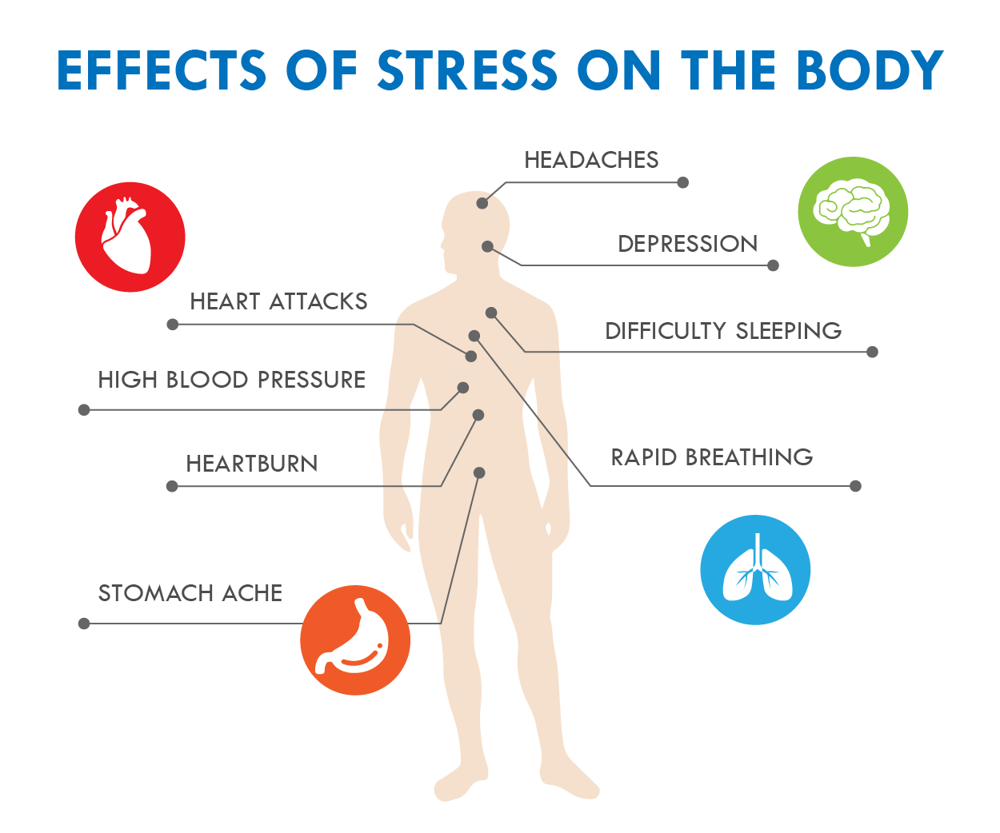 EFFECTS OF STRESS ON THE BODY
HEADACHES
DEPRESSION
HEART ATTACKS
DIFFICULTY SLEEPING
HIGH BLOOD PRESSURE
RAPID BREATHING
HEARTBURN
STOMACH ACHE